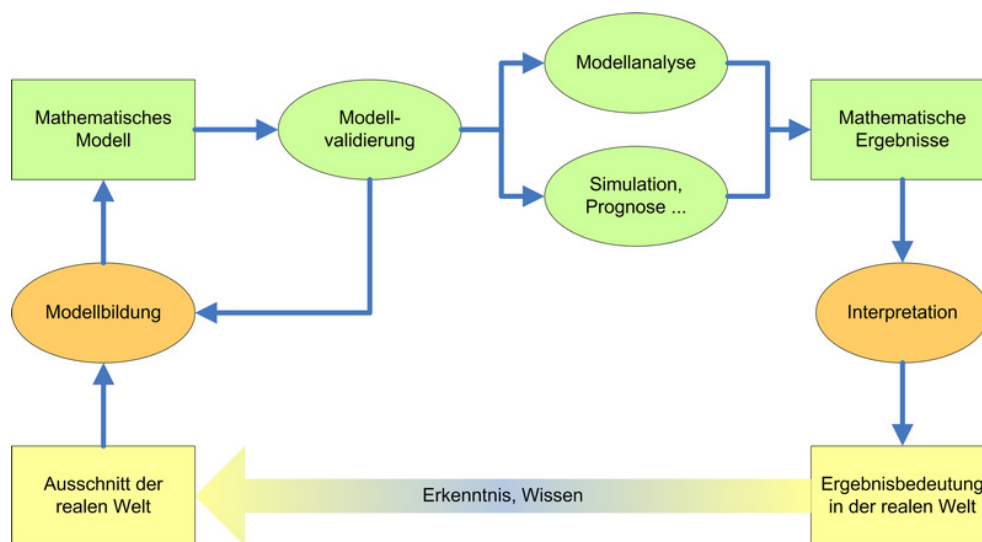 Mathematisches
Modell
Modell-
validierung
Modellanalyse
Simulation,
Prognose ...
Mathematische
Ergebnisse
Modellbildung
Interpretation
Ausschnitt der
realen Welt
Erkenntnis, Wissen
Ergebnisbedeutung
in der realen Welt